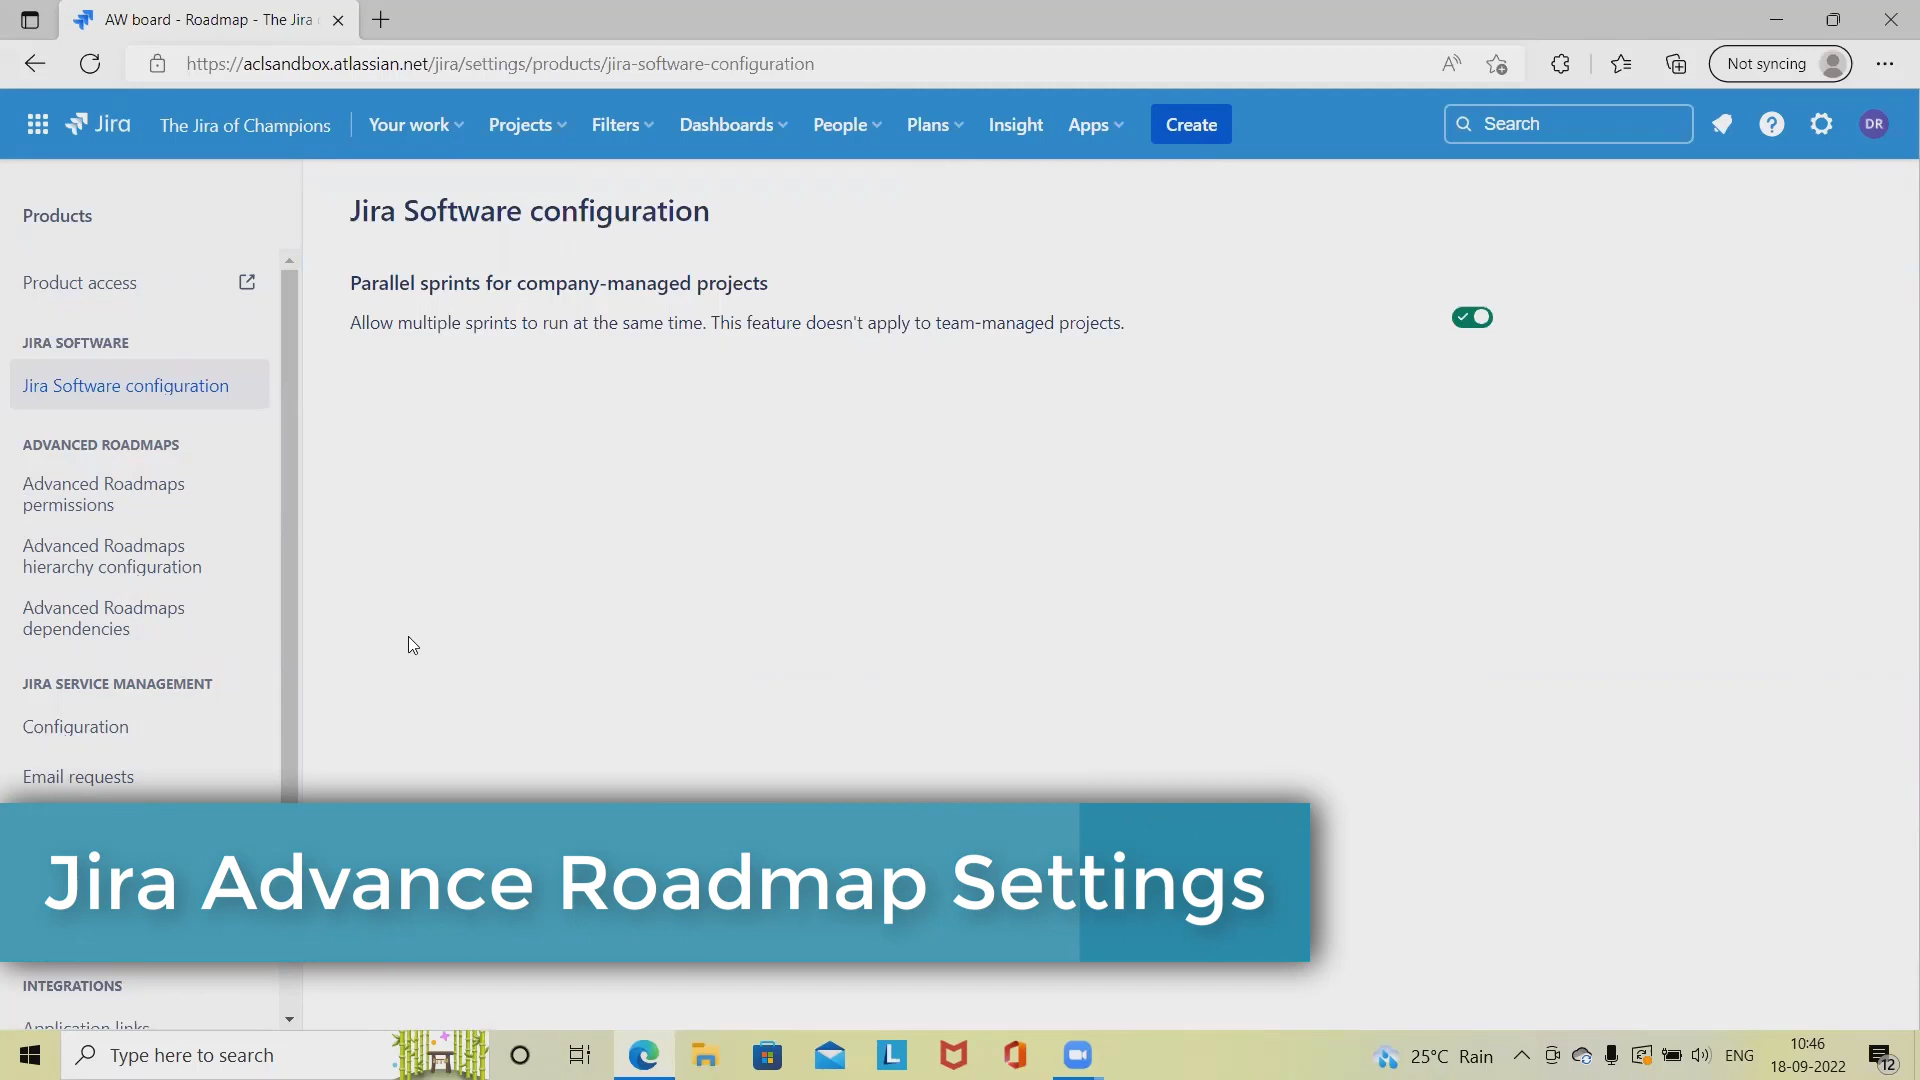 AW board - Roadmap - The Jira
https://aclsandbox.atlassian.net/jira/settings/products/jira-software-configuration
Not syncing
Jira
The Jira of Champions
Your work
Projects
Filters
Dashboards
People
Plans
Insight
Apps
Create
Search
DR
Products
Product access
JIRA SOFTWARE
Jira Software configuration
ADVANCED ROADMAPS
Advanced Roadmaps
permissions
Advanced Roadmaps
hierarchy configuration
Advanced Roadmaps
dependencies
JIRA SERVICE MANAGEMENT
Configuration
Email requests
INTEGRATIONS
Application links
Jira Software configuration
Parallel sprints for company-managed projects
Allow multiple sprints to run at the same time. This feature doesn't apply to team-managed projects.
Jira Advance Roadmap Settings
Type here to search
L
25°C Rain
ENG
10:46
18-09-2022
12